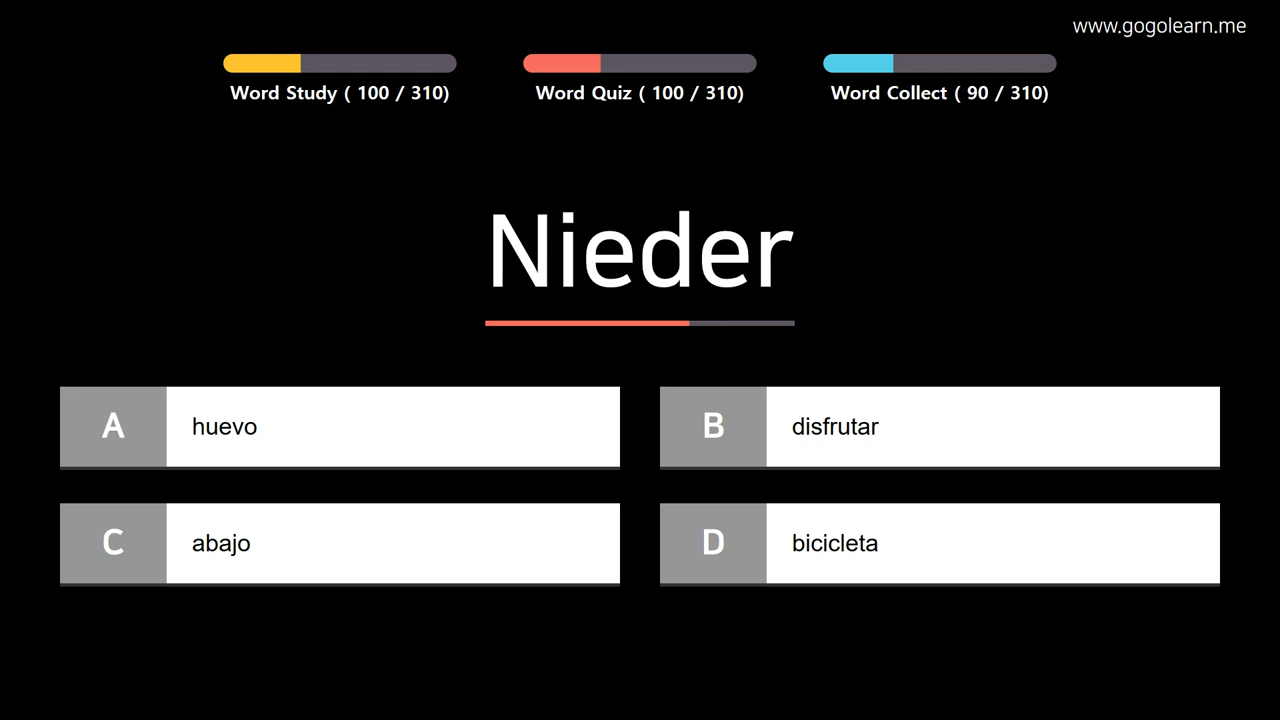 www.gogolearn.me
Word Study ( 100 / 310)
Word Quiz ( 100 / 310)
Word Collect ( 90 / 310)
Nieder
A huevo
B disfrutar
C abajo
D bicicleta